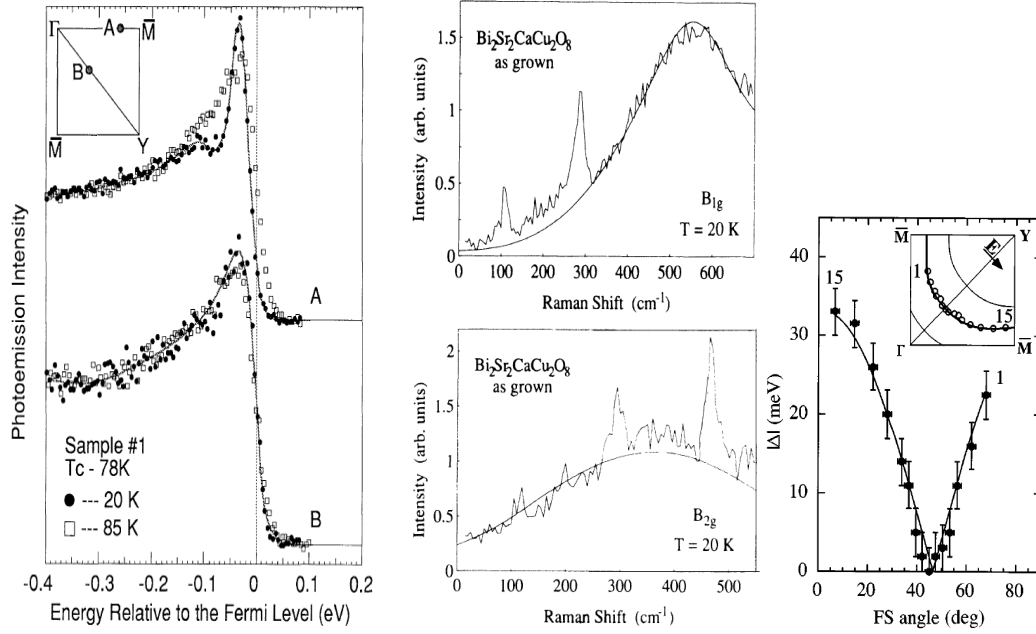 Photoemission Intensity
Γ
A
M̅
B
M̅
Y
A
Sample #1
Tc - 78K
● --- 20 K
□ --- 85 K
B
-0.4 -0.3 -0.2 -0.1 0 0.1 0.2
Energy Relative to the Fermi Level (eV)
Intensity (arb. units)
Bi2Sr2CaCu2O8
as grown
1.5
1
0.5
0
B1g
T = 20 K
0 100 200 300 400 500 600
Raman Shift (cm-1)
Intensity (arb. units)
Bi2Sr2CaCu2O8
as grown
2
1.5
1
0.5
0
B2g
T = 20 K
0 100 200 300 400 500
Raman Shift (cm-1)
|Δ| (meV)
40
30
20
10
0
15
1
M̅
Y
E
1
15
Γ
M̅
0 20 40 60 80
FS angle (deg)